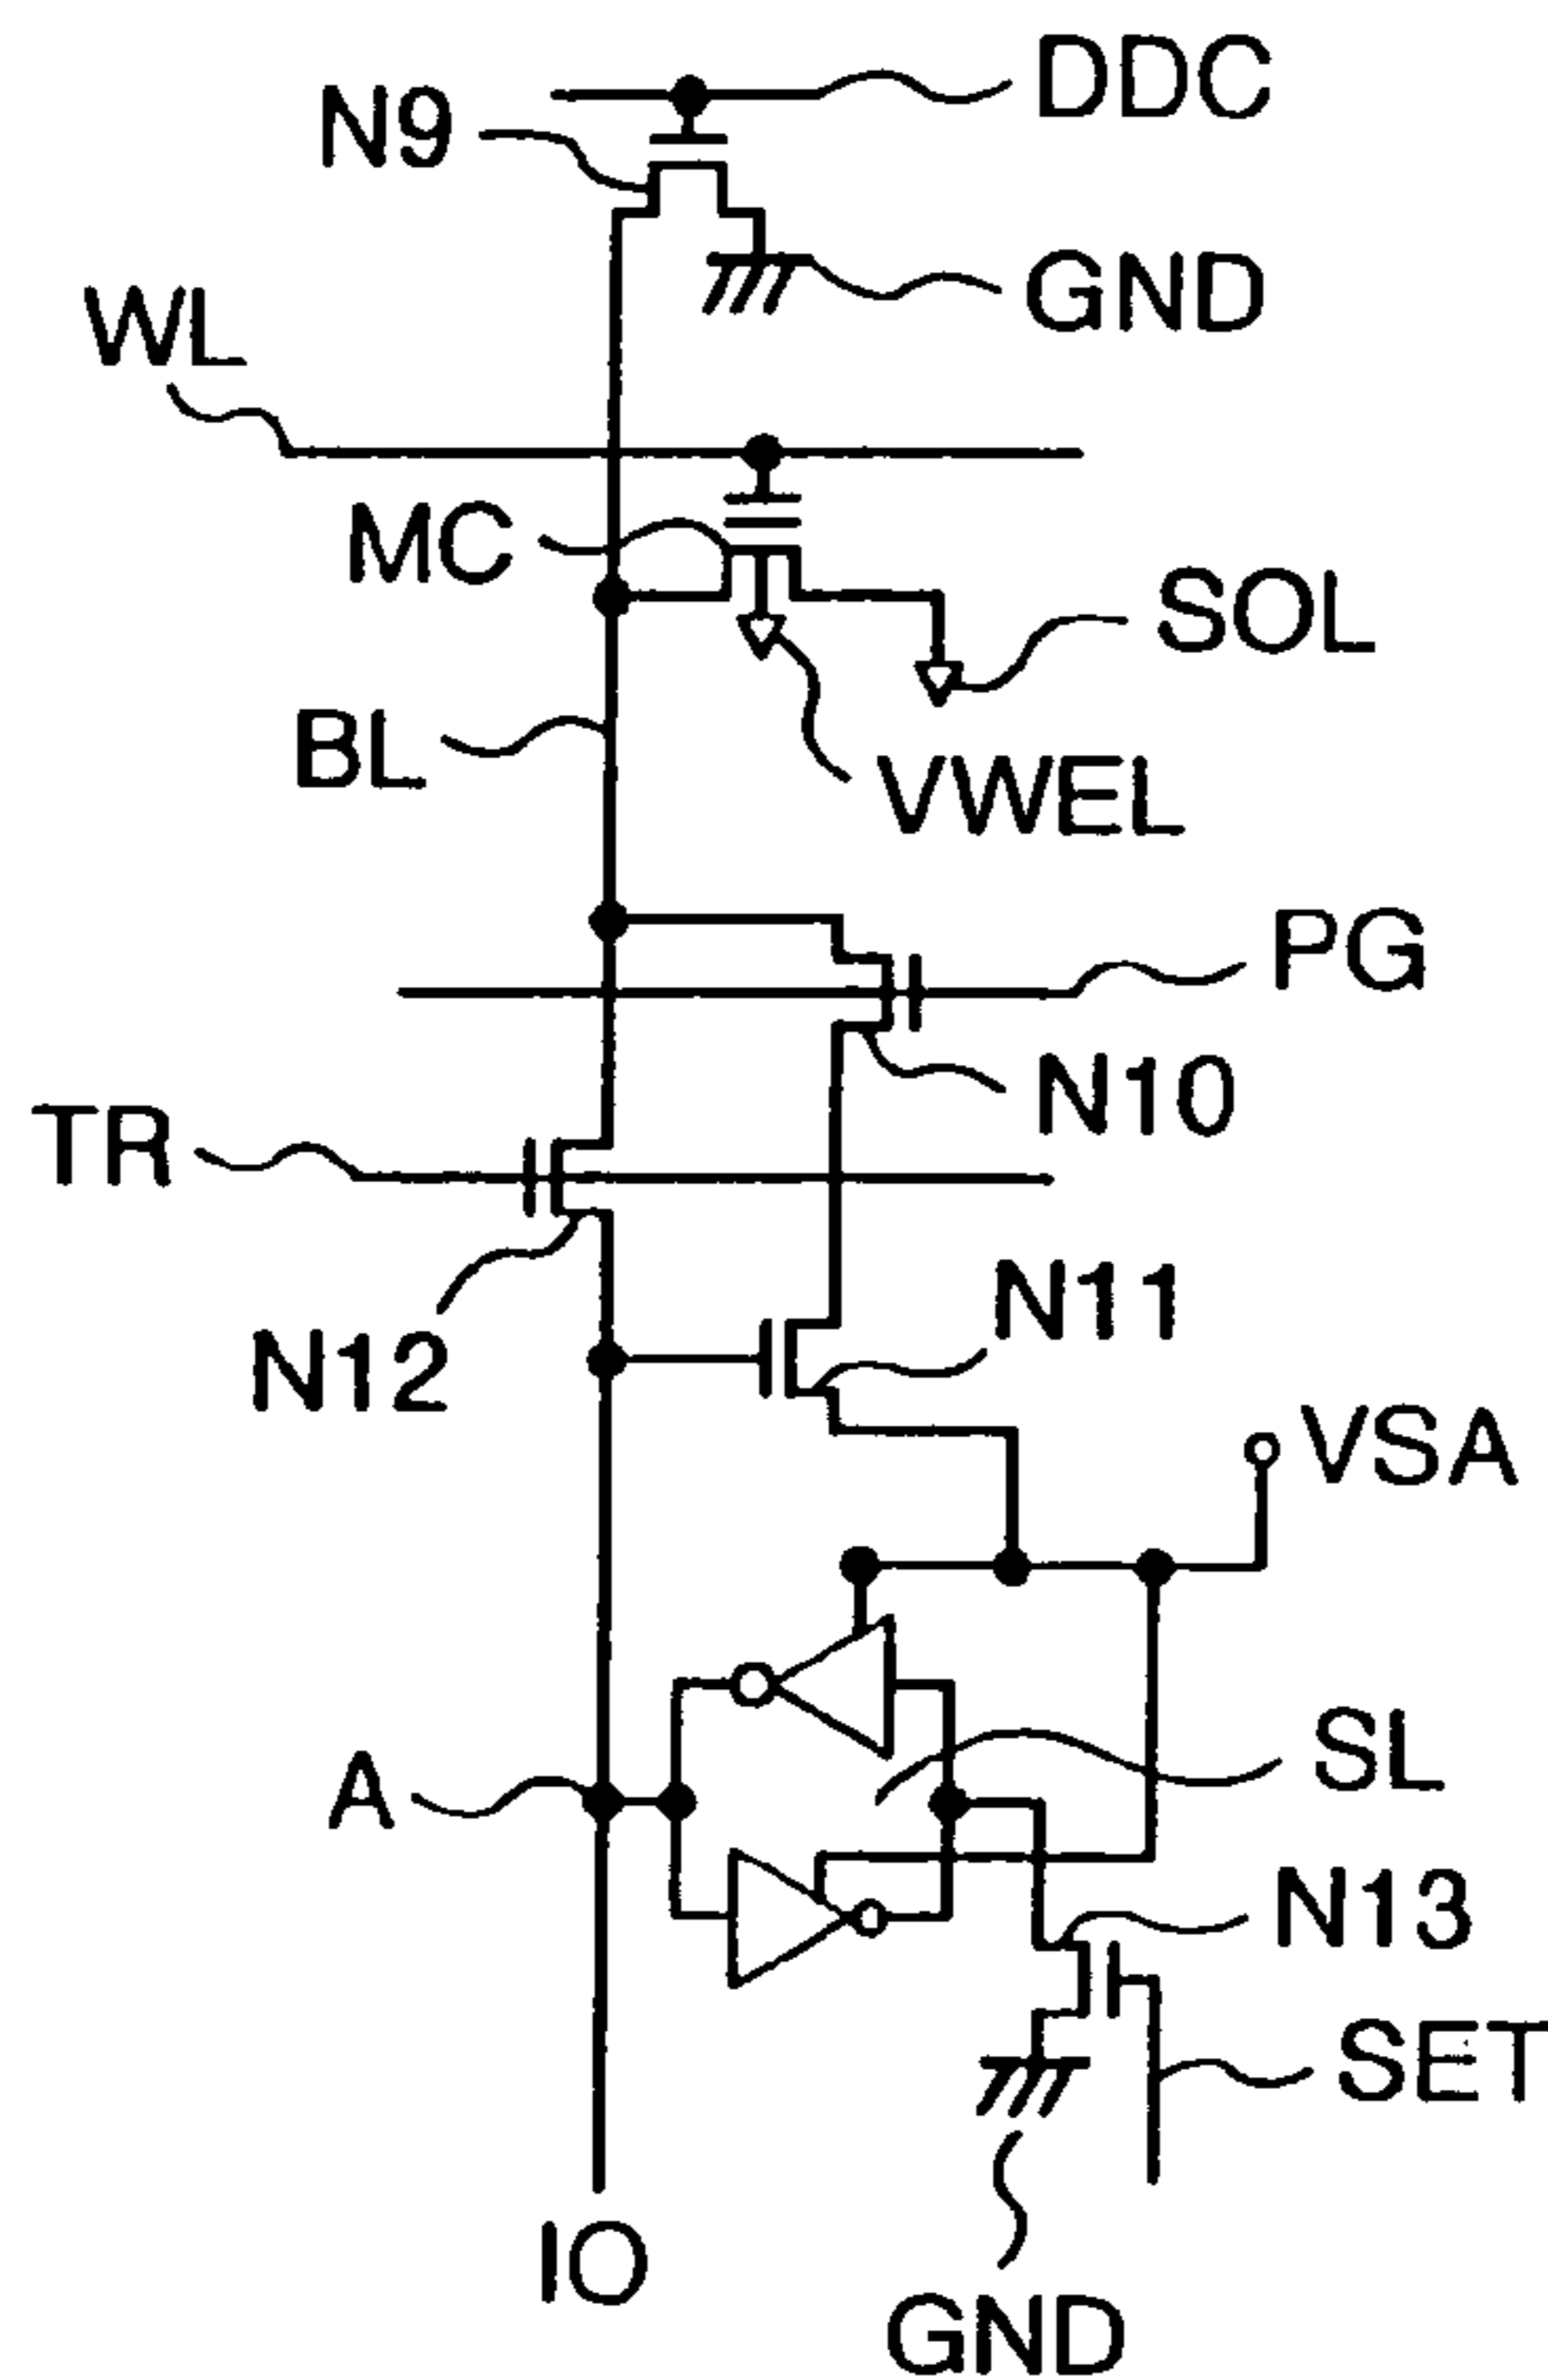 DDC
N9
GND
WL
MC
SOL
BL
VWEL
PG
N10
TR
N11
N12
VSA
SL
A
N13
SET
IO
GND